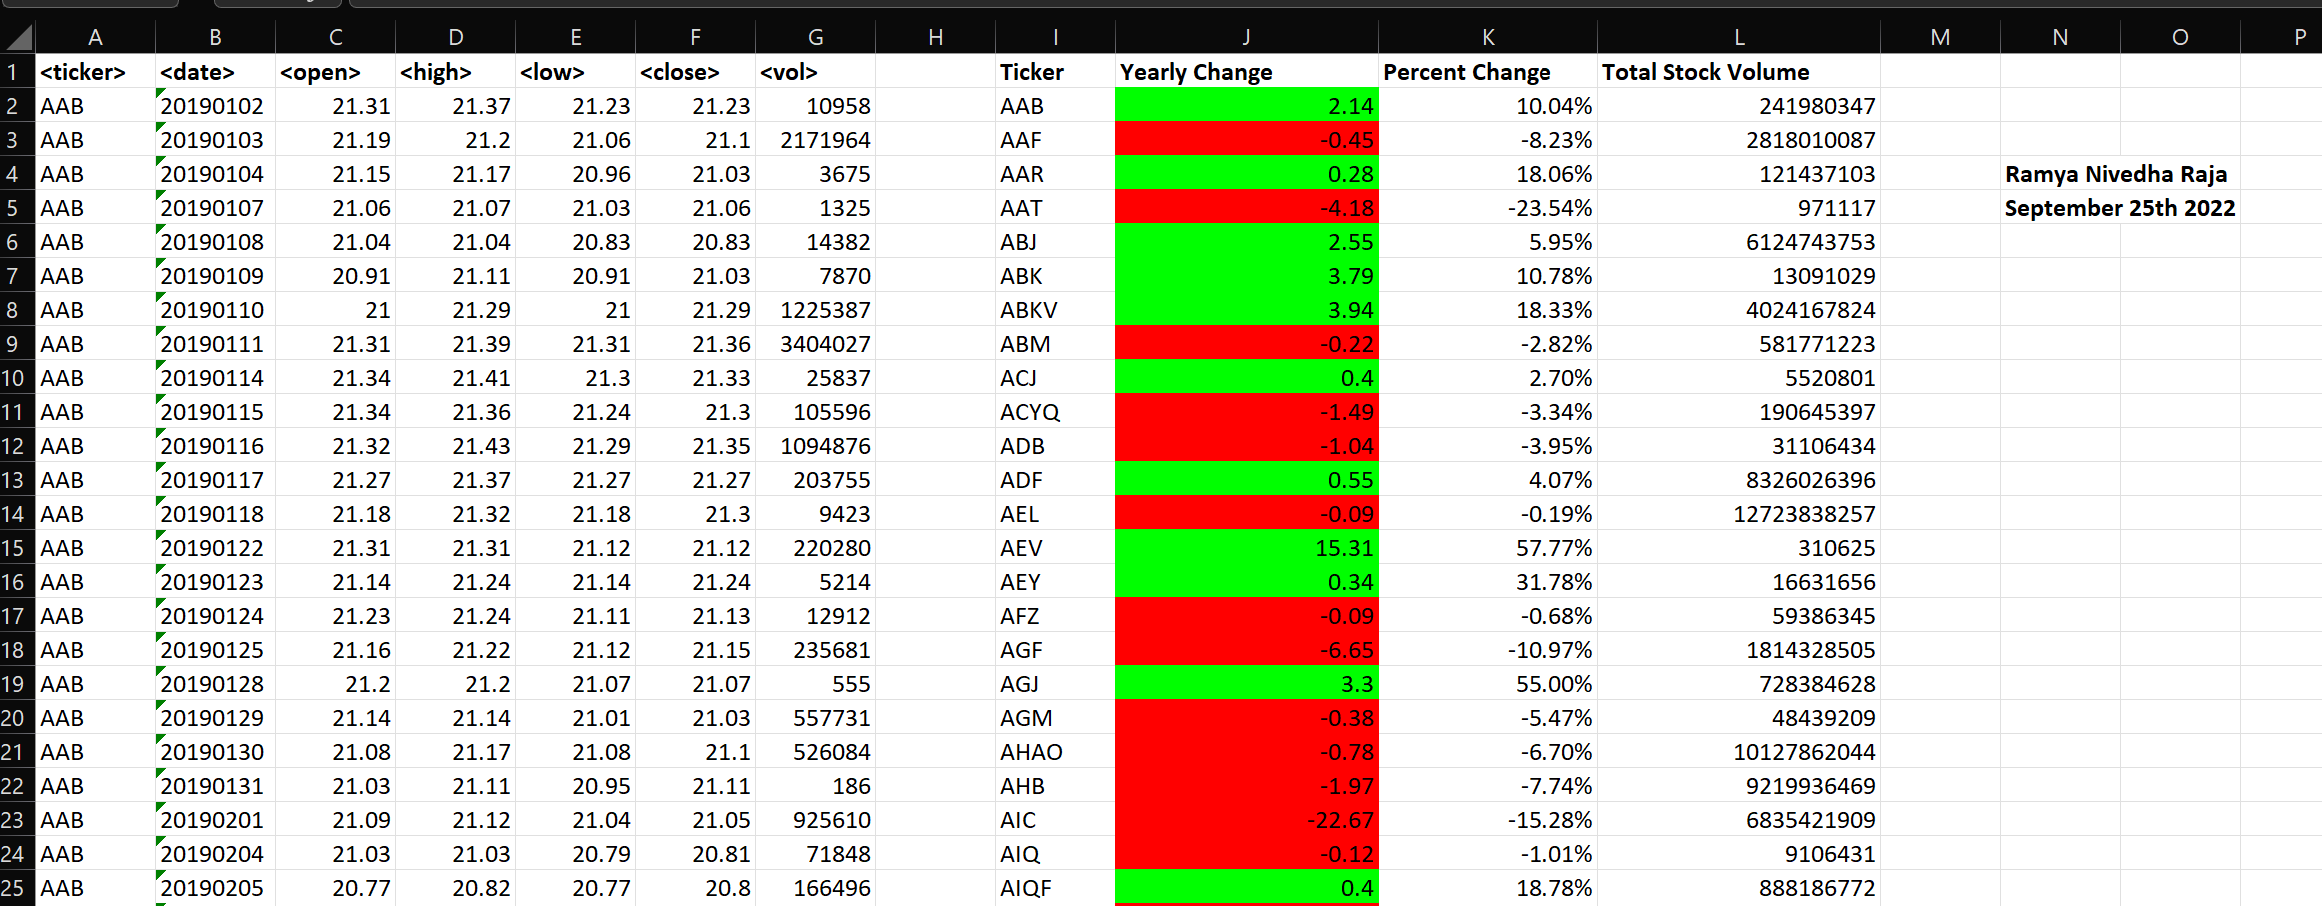 A B C D E F G H I J K L M N O P
1 <ticker> <date> <open> <high> <low> <close> <vol> Ticker Yearly Change Percent Change Total Stock Volume
2 AAB 20190102 21.31 21.37 21.23 21.23 10958 AAB 2.14 10.04% 241980347
3 AAB 20190103 21.19 21.2 21.06 21.1 2171964 AAF -0.45 -8.23% 2818010087
4 AAB 20190104 21.15 21.17 20.96 21.03 3675 AAR 0.28 18.06% 121437103 Ramya Nivedha Raja
5 AAB 20190107 21.06 21.07 21.03 21.06 1325 AAT -4.18 -23.54% 971117 September 25th 2022
6 AAB 20190108 21.04 21.04 20.83 20.83 14382 ABJ 2.55 5.95% 6124743753
7 AAB 20190109 20.91 21.11 20.91 21.03 7870 ABK 3.79 10.78% 13091029
8 AAB 20190110 21 21.29 21 21.29 1225387 ABKV 3.94 18.33% 4024167824
9 AAB 20190111 21.31 21.39 21.31 21.36 3404027 ABM -0.22 -2.82% 581771223
10 AAB 20190114 21.34 21.41 21.3 21.33 25837 ACJ 0.4 2.70% 5520801
11 AAB 20190115 21.34 21.36 21.24 21.3 105596 ACYQ -1.49 -3.34% 190645397
12 AAB 20190116 21.32 21.43 21.29 21.35 1094876 ADB -1.04 -3.95% 31106434
13 AAB 20190117 21.27 21.37 21.27 21.27 203755 ADF 0.55 4.07% 8326026396
14 AAB 20190118 21.18 21.32 21.18 21.3 9423 AEL -0.09 -0.19% 12723838257
15 AAB 20190122 21.31 21.31 21.12 21.12 220280 AEV 15.31 57.77% 310625
16 AAB 20190123 21.14 21.24 21.14 21.24 5214 AEY 0.34 31.78% 16631656
17 AAB 20190124 21.23 21.24 21.11 21.13 12912 AFZ -0.09 -0.68% 59386345
18 AAB 20190125 21.16 21.22 21.12 21.15 235681 AGF -6.65 -10.97% 1814328505
19 AAB 20190128 21.2 21.2 21.07 21.07 555 AGJ 3.3 55.00% 728384628
20 AAB 20190129 21.14 21.14 21.01 21.03 557731 AGM -0.38 -5.47% 48439209
21 AAB 20190130 21.08 21.17 21.08 21.1 526084 AHAO -0.78 -6.70% 10127862044
22 AAB 20190131 21.03 21.11 20.95 21.11 186 AHB -1.97 -7.74% 9219936469
23 AAB 20190201 21.09 21.12 21.04 21.05 925610 AIC -22.67 -15.28% 6835421909
24 AAB 20190204 21.03 21.03 20.79 20.81 71848 AIQ -0.12 -1.01% 9106431
25 AAB 20190205 20.77 20.82 20.77 20.8 166496 AIQF 0.4 18.78% 888186772